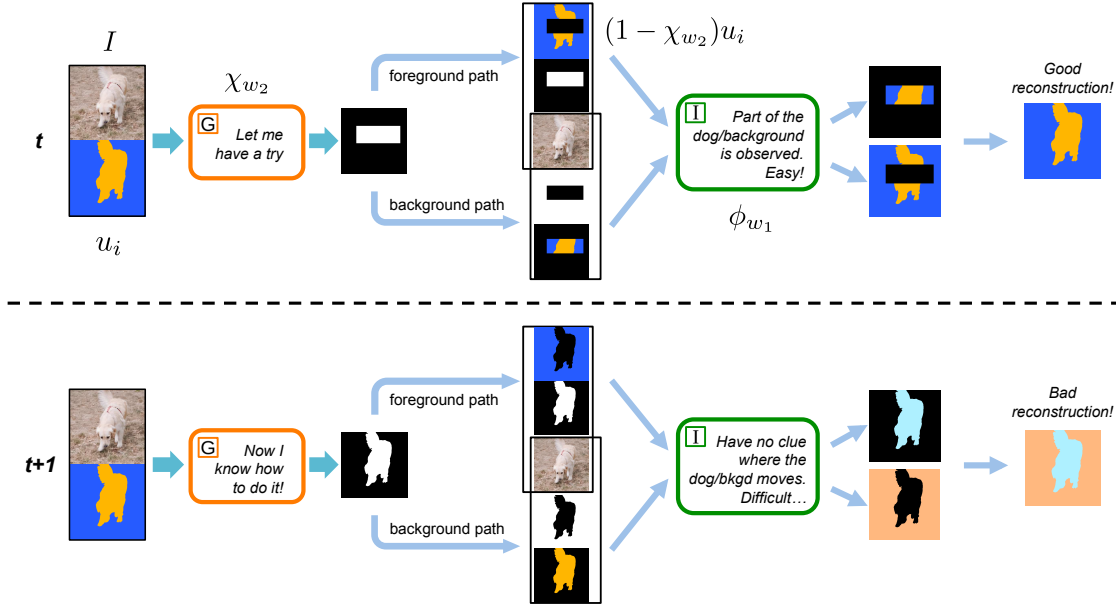 I
χ_{w_2}
(1 − χ_{w_2})u_i
foreground path
Good
reconstruction!
t
G
Let me
have a try
I
Part of the
dog/background
is observed.
Easy!
background path
u_i
ϕ_{w_1}
foreground path
Bad
reconstruction!
t+1
G
Now I
know how
to do it!
I
Have no clue
where the
dog/bkgd moves.
Difficult…
background path